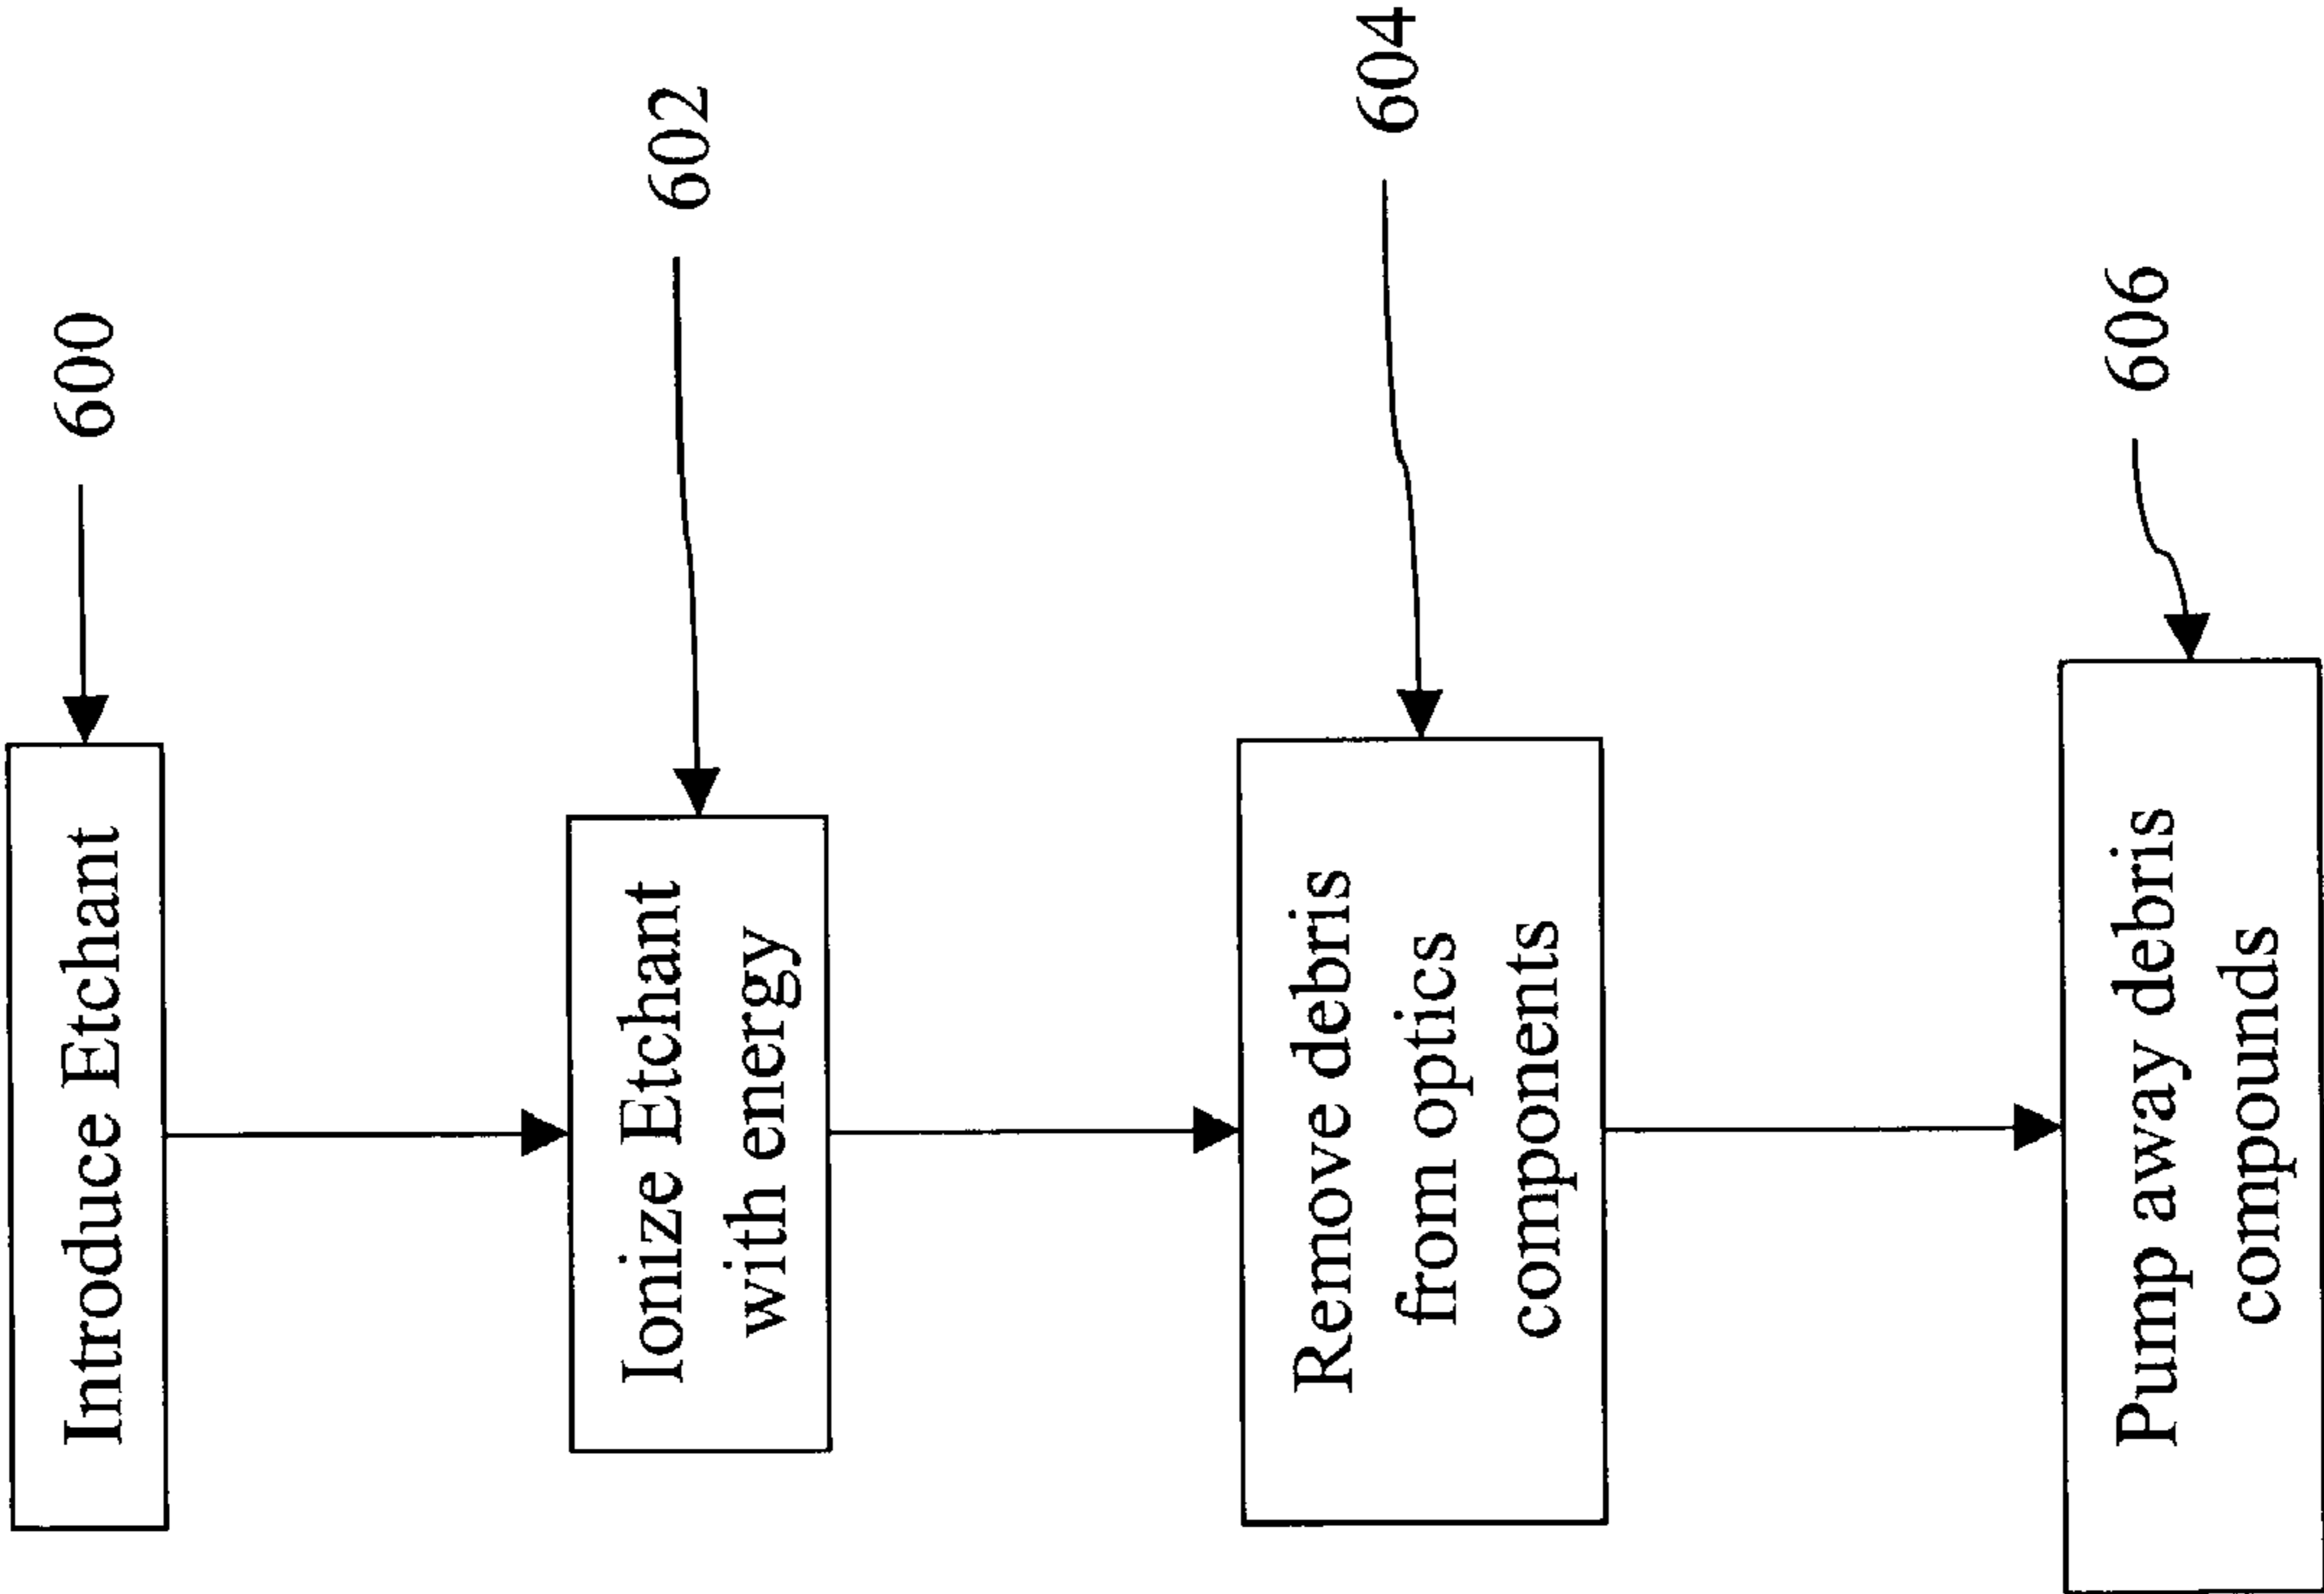 Introduce Etchant
600
Ionize Etchant
with energy
602
Remove debris
from optics
components
604
Pump away debris
compounds
606